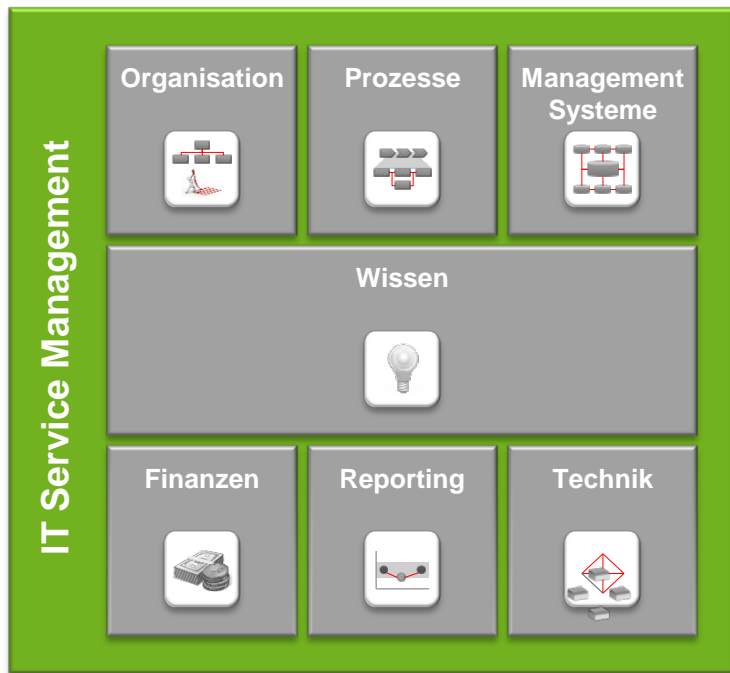 IT Service Management
Organisation
Prozesse
Management
Systeme
Wissen
Finanzen
Reporting
Technik